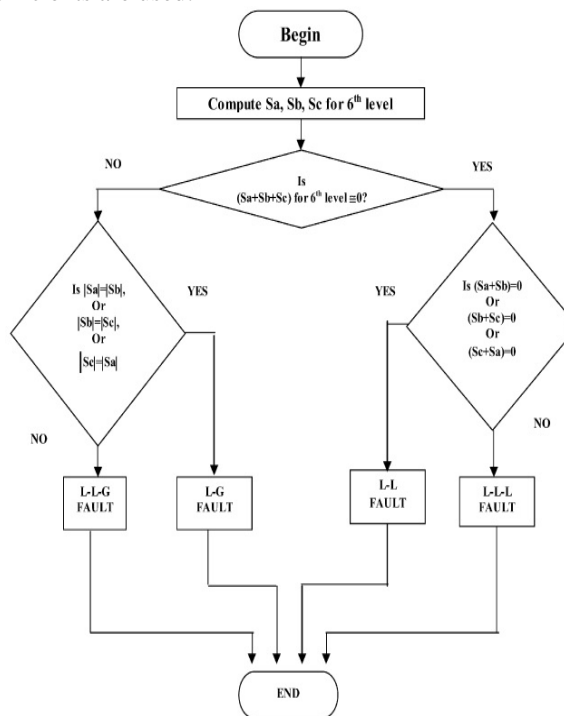 Begin
Compute Sa, Sb, Sc for 6th level
NO
YES
Is
(Sa+Sb+Sc) for 6th level ≅0?
Is |Sa|=|Sb|,
Or
|Sb|=|Sc|,
Or
|Sc|=|Sa|
YES
YES
Is (Sa+Sb)=0
Or
(Sb+Sc)=0
Or
(Sc+Sa)=0
NO
NO
L-L-G
FAULT
L-G
FAULT
L-L
FAULT
L-L-L
FAULT
END